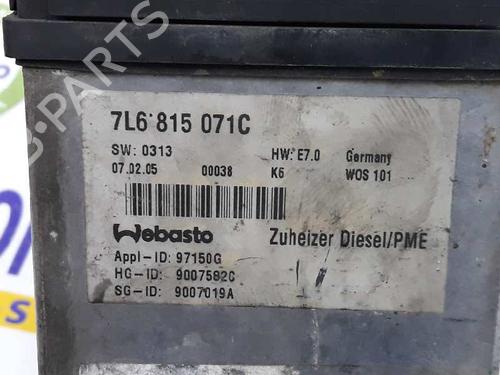 7L6 815 071C
SW: 0313 HW: E7.0 Germany
07.02.05 00038 K6 WOS 101
Webasto Zuheizer Diesel/PME
Appl-ID: 97150G
HG-ID: 9007582C
SG-ID: 9007019A